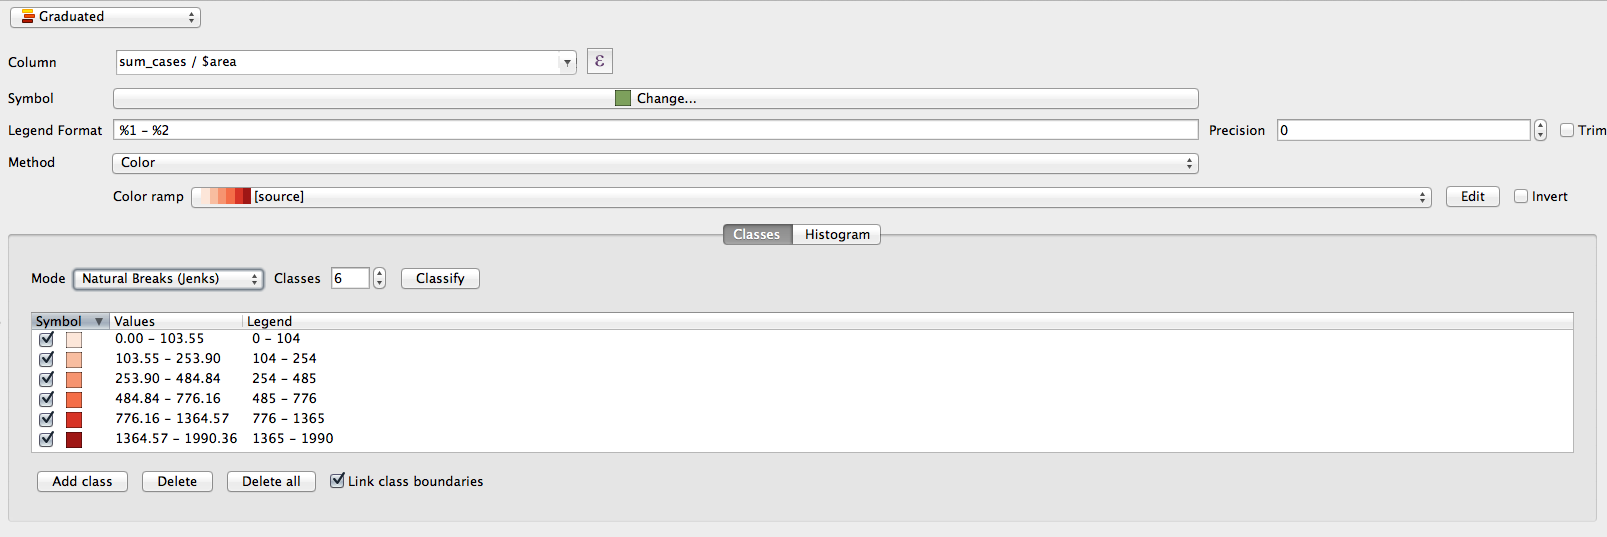 Graduated
Column sum_cases / $area ε
Symbol Change...
Legend Format %1 - %2 Precision 0 Trim
Method Color
Color ramp [source] Edit Invert
Classes Histogram
Mode Natural Breaks (Jenks) Classes 6 Classify
Symbol Values Legend
0.00 - 103.55 0 - 104
103.55 - 253.90 104 - 254
253.90 - 484.84 254 - 485
484.84 - 776.16 485 - 776
776.16 - 1364.57 776 - 1365
1364.57 - 1990.36 1365 - 1990
Add class Delete Delete all Link class boundaries